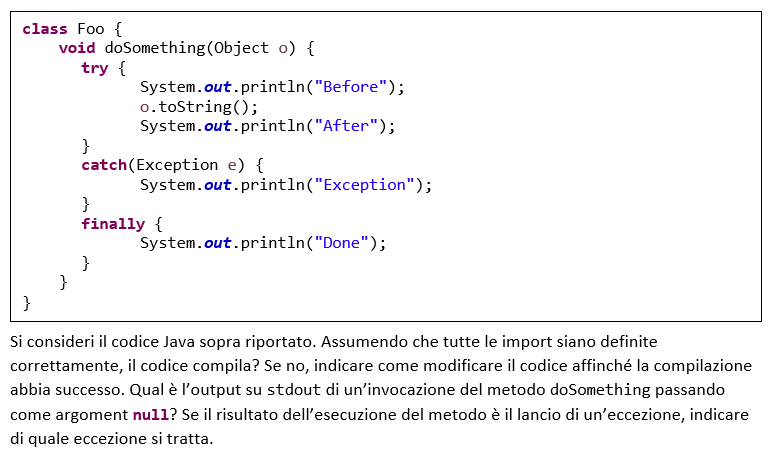 class Foo {
void doSomething(Object o) {
try {
System.out.println("Before");
o.toString();
System.out.println("After");
}
catch(Exception e) {
System.out.println("Exception");
}
finally {
System.out.println("Done");
}
}
}
Si consideri il codice Java sopra riportato. Assumendo che tutte le import siano definite
correttamente, il codice compila? Se no, indicare come modificare il codice affinché la compilazione
abbia successo. Qual è l’output su stdout di un’invocazione del metodo doSomething passando
come argoment null? Se il risultato dell’esecuzione del metodo è il lancio di un’eccezione, indicare
di quale eccezione si tratta.